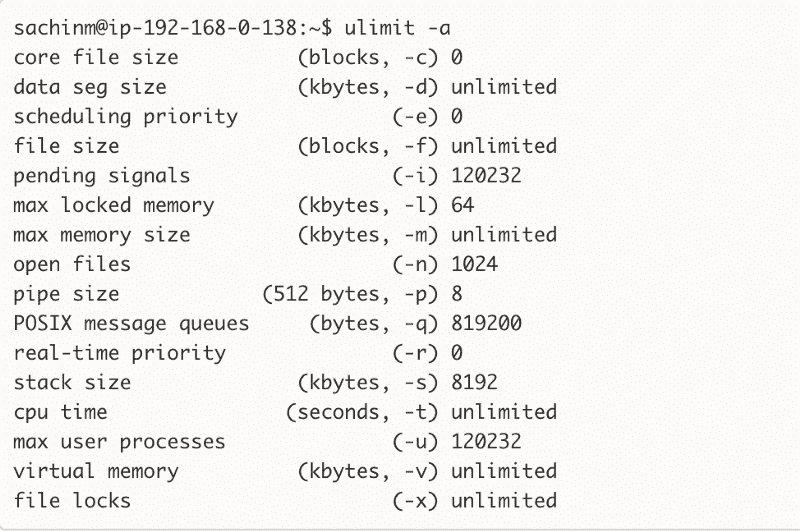 sachinm@ip-192-168-0-138:~$ ulimit -a
core file size          (blocks, -c) 0
data seg size           (kbytes, -d) unlimited
scheduling priority             (-e) 0
file size               (blocks, -f) unlimited
pending signals                 (-i) 120232
max locked memory       (kbytes, -l) 64
max memory size         (kbytes, -m) unlimited
open files                      (-n) 1024
pipe size            (512 bytes, -p) 8
POSIX message queues     (bytes, -q) 819200
real-time priority              (-r) 0
stack size              (kbytes, -s) 8192
cpu time               (seconds, -t) unlimited
max user processes              (-u) 120232
virtual memory          (kbytes, -v) unlimited
file locks                      (-x) unlimited